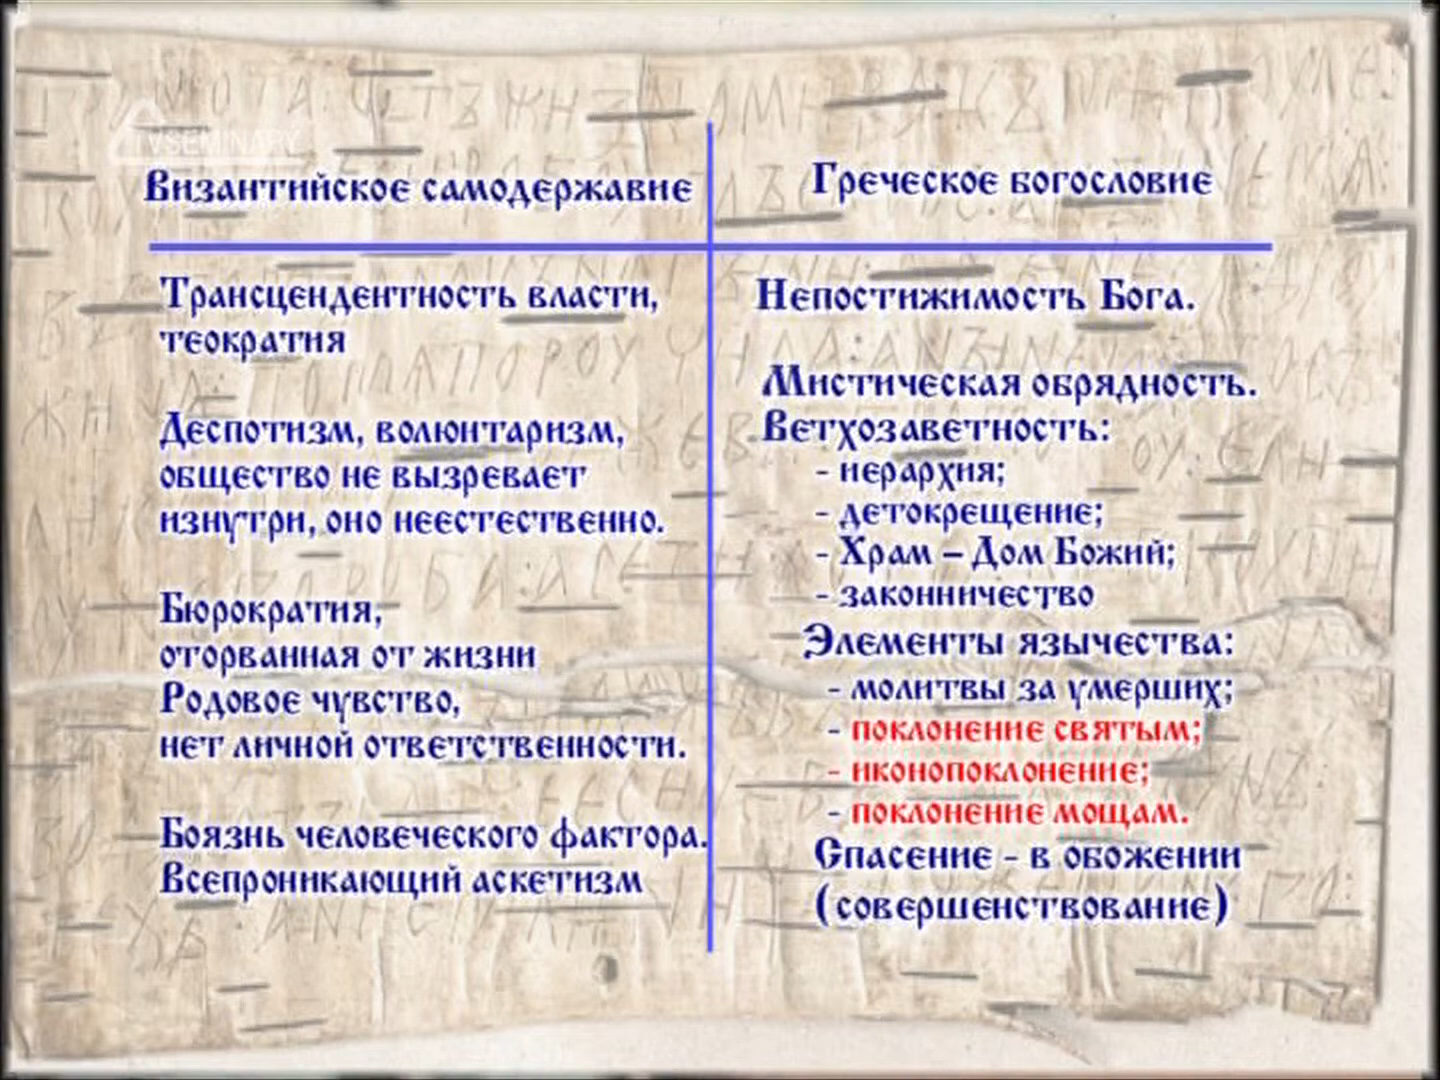 TVSEMINARY
Византийское самодержавие
Трансцендентность власти,
теократия
Деспотизм, волюнтаризм,
общество не вызревает
изнутри, оно неестественно.
Бюрократия,
оторванная от жизни
Родовое чувство,
нет личной ответственности.
Боязнь человеческого фактора.
Всепроникающий аскетизм
Греческое богословие
Непостижимость Бога.
Мистическая обрядность.
Ветхозаветность:
- иерархия;
- детокрещение;
- Храм – Дом Божий;
- законничество
Элементы язычества:
- молитвы за умерших;
- поклонение святым;
- иконопоклонение;
- поклонение мощам.
Спасение - в обожении
(совершенствование)